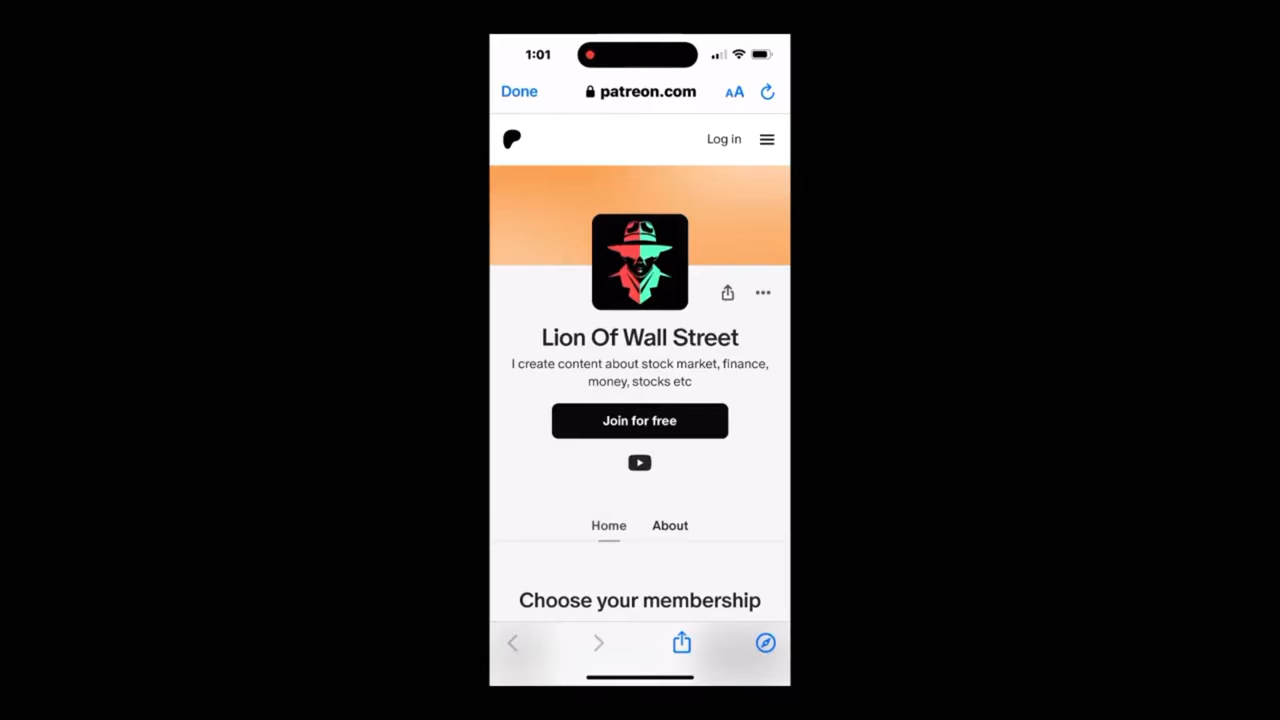 1:01
Done
patreon.com
AA
Log in
Lion Of Wall Street
I create content about stock market, finance,
money, stocks etc
Join for free
Home
About
Choose your membership